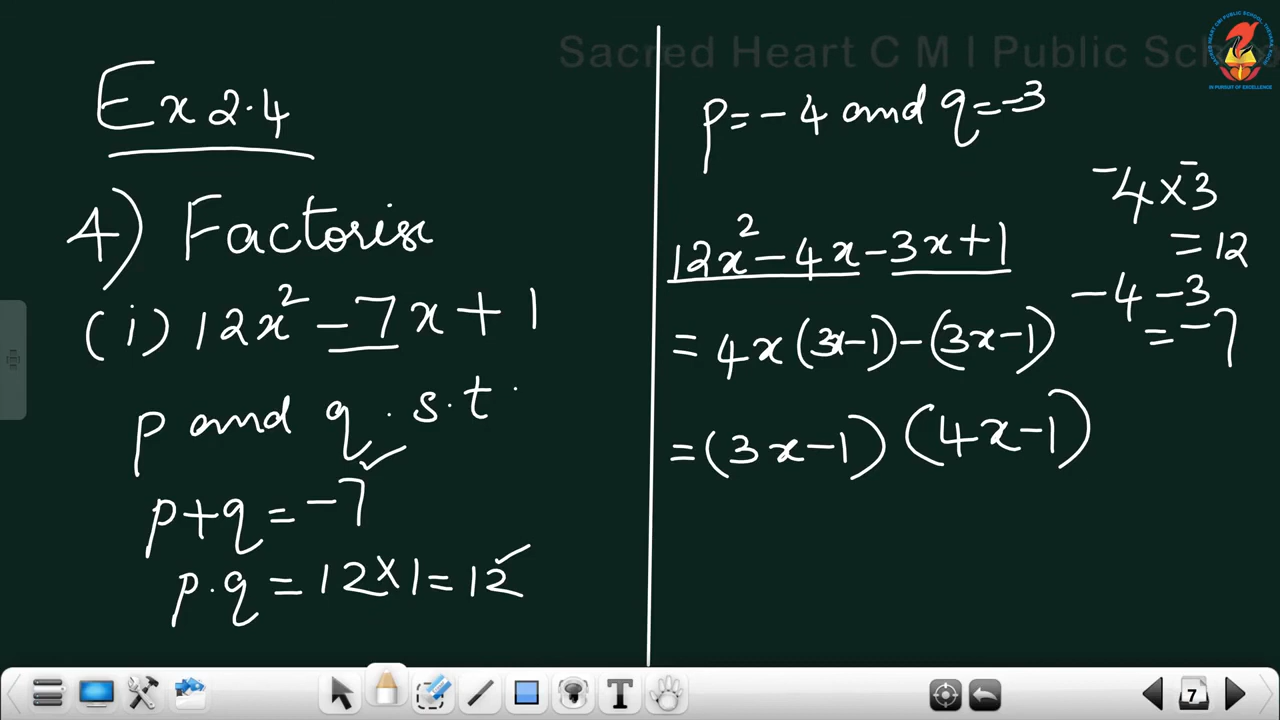 Sacred Heart C M I Public Scho
Ex 2.4
4) Factorise
(i) 12x² - 7x + 1
p and q . s.t .
p+q = -7 ✓
p.q = 12×1 = 12 ✓
p = -4 and q = -3
-4 × -3
= 12
-4 -3
= -7
12x² - 4x - 3x + 1
= 4x (3x-1) - (3x-1)
= (3x-1) (4x-1)
IN PURSUIT OF EXCELLENCE
T
7